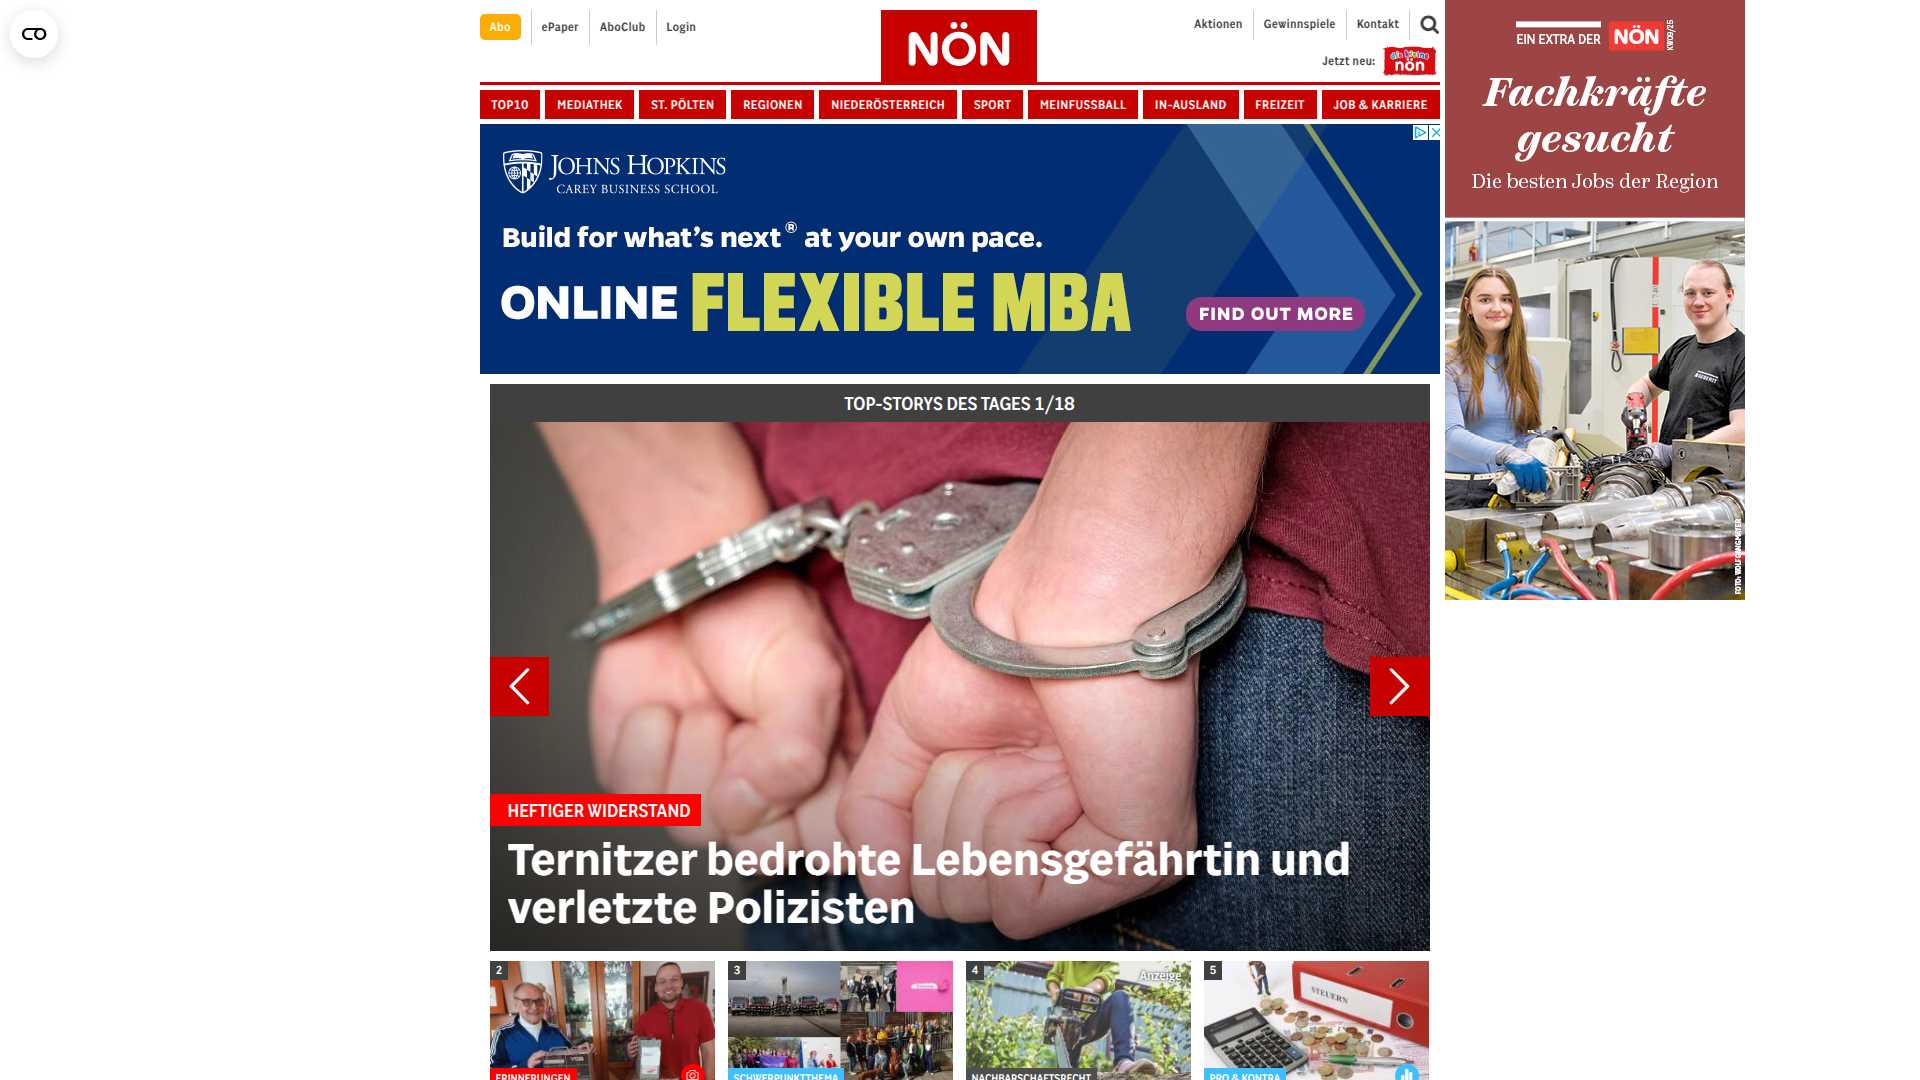 Abo
ePaper
AboClub
Login
NÖN
Aktionen
Gewinnspiele
Kontakt
Jetzt neu:
die kleine
nön
TOP10
MEDIATHEK
ST. PÖLTEN
REGIONEN
NIEDERÖSTERREICH
SPORT
MEINFUSSBALL
IN-AUSLAND
FREIZEIT
JOB & KARRIERE
JOHNS HOPKINS
CAREY BUSINESS SCHOOL
Build for what's next® at your own pace.
ONLINE FLEXIBLE MBA
FIND OUT MORE
EIN EXTRA DER NÖN
KW09/25
Fachkräfte
gesucht
Die besten Jobs der Region
FOTO: WOLFGANG MAYER
TOP-STORYS DES TAGES 1/18
HEFTIGER WIDERSTAND
Ternitzer bedrohte Lebensgefährtin und
verletzte Polizisten
2
ERINNERUNGEN
3
SCHWERPUNKTTHEMA
4
Anzeige
NACHBARSCHAFTSRECHT
5
STEUERN
PRO & KONTRA